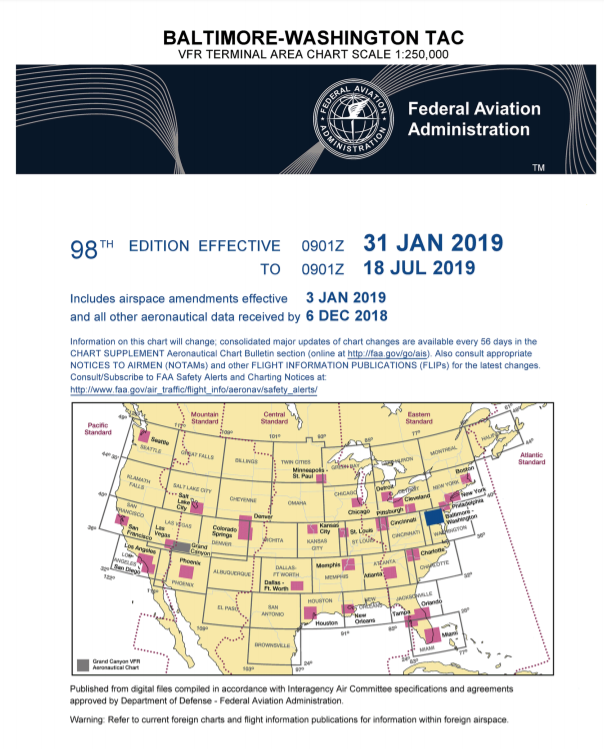 BALTIMORE-WASHINGTON TAC
VFR TERMINAL AREA CHART SCALE 1:250,000
FEDERAL AVIATION ADMINISTRATION
Federal Aviation
Administration
TM
98TH EDITION EFFECTIVE 0901Z 31 JAN 2019
TO 0901Z 18 JUL 2019
Includes airspace amendments effective 3 JAN 2019
and all other aeronautical data received by 6 DEC 2018
Information on this chart will change; consolidated major updates of chart changes are available every 56 days in the
CHART SUPPLEMENT Aeronautical Chart Bulletin section (online at http://faa.gov/go/ais). Also consult appropriate
NOTICES TO AIRMEN (NOTAMs) and other FLIGHT INFORMATION PUBLICATIONS (FLIPs) for the latest changes.
Consult/Subscribe to FAA Safety Alerts and Charting Notices at:
http://www.faa.gov/air_traffic/flight_info/aeronav/safety_alerts/
Pacific
Standard
Mountain
Standard
Central
Standard
Eastern
Standard
Atlantic
Standard
Seattle
SEATTLE
GREAT FALLS
BILLINGS
TWIN CITIES
Minneapolis -
St. Paul
GREEN BAY
MONTREAL
Boston
KLAMATH
FALLS
SALT LAKE CITY
Salt
Lake
City
CHEYENNE
OMAHA
CHICAGO
Chicago
Detroit
DETROIT
Cleveland
NEW YORK
New York
Philadelphia
Baltimore -
Washington
WASHINGTON
Pittsburgh
SAN
FRANCISCO
San
Francisco
LAS VEGAS
Las
Vegas
Grand
Canyon
Colorado
Springs
Denver
DENVER
WICHITA
Kansas
City
KANSAS
CITY
St. Louis
ST LOUIS
Cincinnati
CINCINNATI
Los Angeles
LOS
ANGELES
San Diego
Phoenix
PHOENIX
ALBUQUERQUE
DALLAS-
FT WORTH
Dallas -
Ft. Worth
Memphis
MEMPHIS
ATLANTA
Atlanta
Charlotte
CHARLOTTE
EL PASO
SAN
ANTONIO
HOUSTON
Houston
NEW
ORLEANS
New
Orleans
JACKSONVILLE
Orlando
Tampa
Miami
MIAMI
BROWNSVILLE
Grand Canyon VFR
Aeronautical Chart
Published from digital files compiled in accordance with Interagency Air Committee specifications and agreements
approved by Department of Defense - Federal Aviation Administration.
Warning: Refer to current foreign charts and flight information publications for information within foreign airspace.